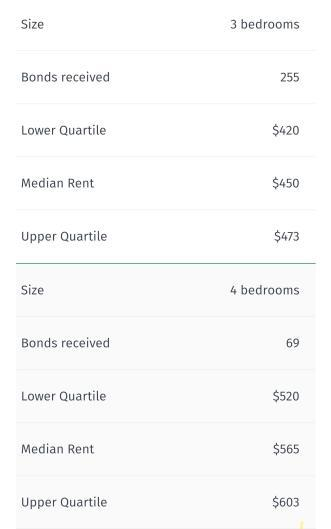 Size 3 bedrooms
Bonds received 255
Lower Quartile $420
Median Rent $450
Upper Quartile $473
Size 4 bedrooms
Bonds received 69
Lower Quartile $520
Median Rent $565
Upper Quartile $603